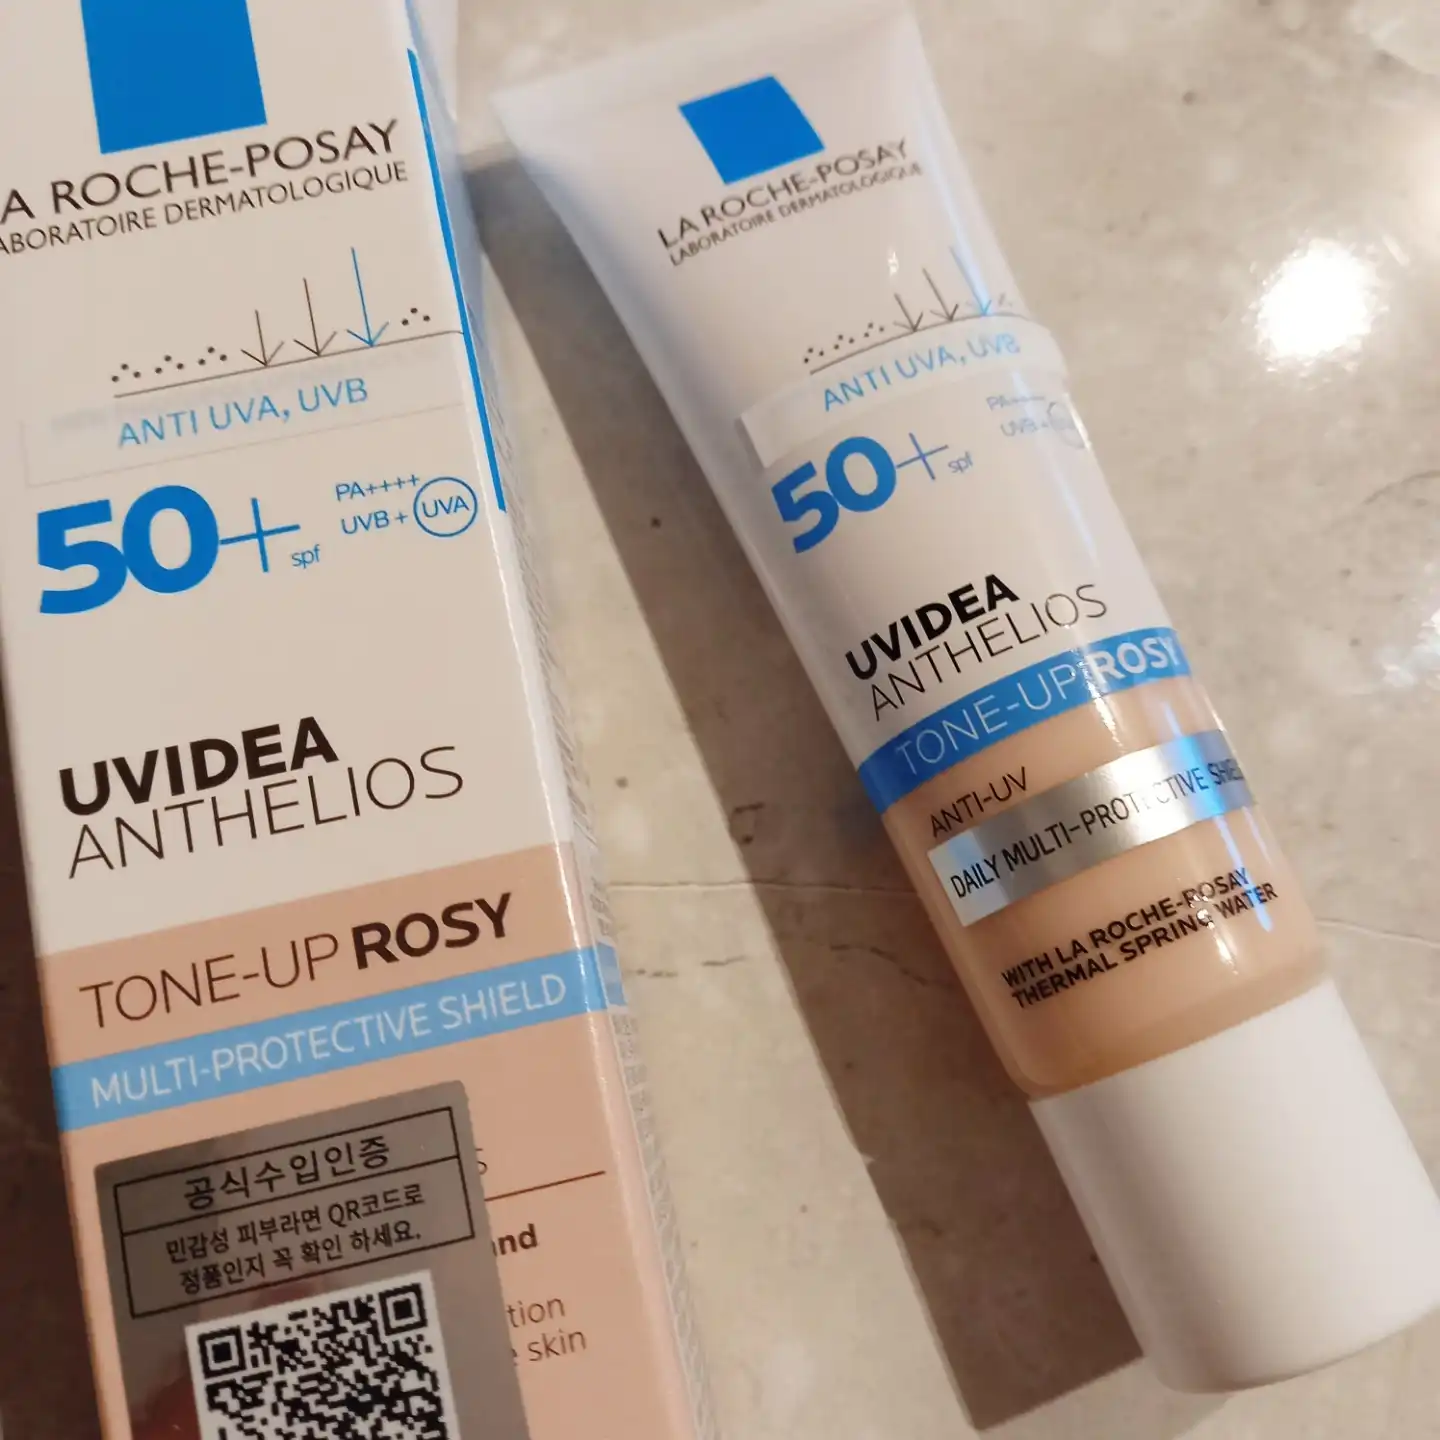 LA ROCHE-POSAY
LABORATOIRE DERMATOLOGIQUE
ANTI UVA, UVB
50+ spf
PA++++
UVB + UVA
UVIDEA
ANTHELIOS
TONE-UP ROSY
MULTI-PROTECTIVE SHIELD
공식수입인증
민감성 피부라면 QR코드로
정품인지 꼭 확인 하세요.
tion
skin
LA ROCHE-POSAY
LABORATOIRE DERMATOLOGIQUE
ANTI UVA, UVB
50+ spf
PA++++
UVB +
UVIDEA
ANTHELIOS
TONE-UP ROSY
ANTI-UV
DAILY MULTI-PROTECTIVE SHIELD
WITH LA ROCHE-POSAY
THERMAL SPRING WATER